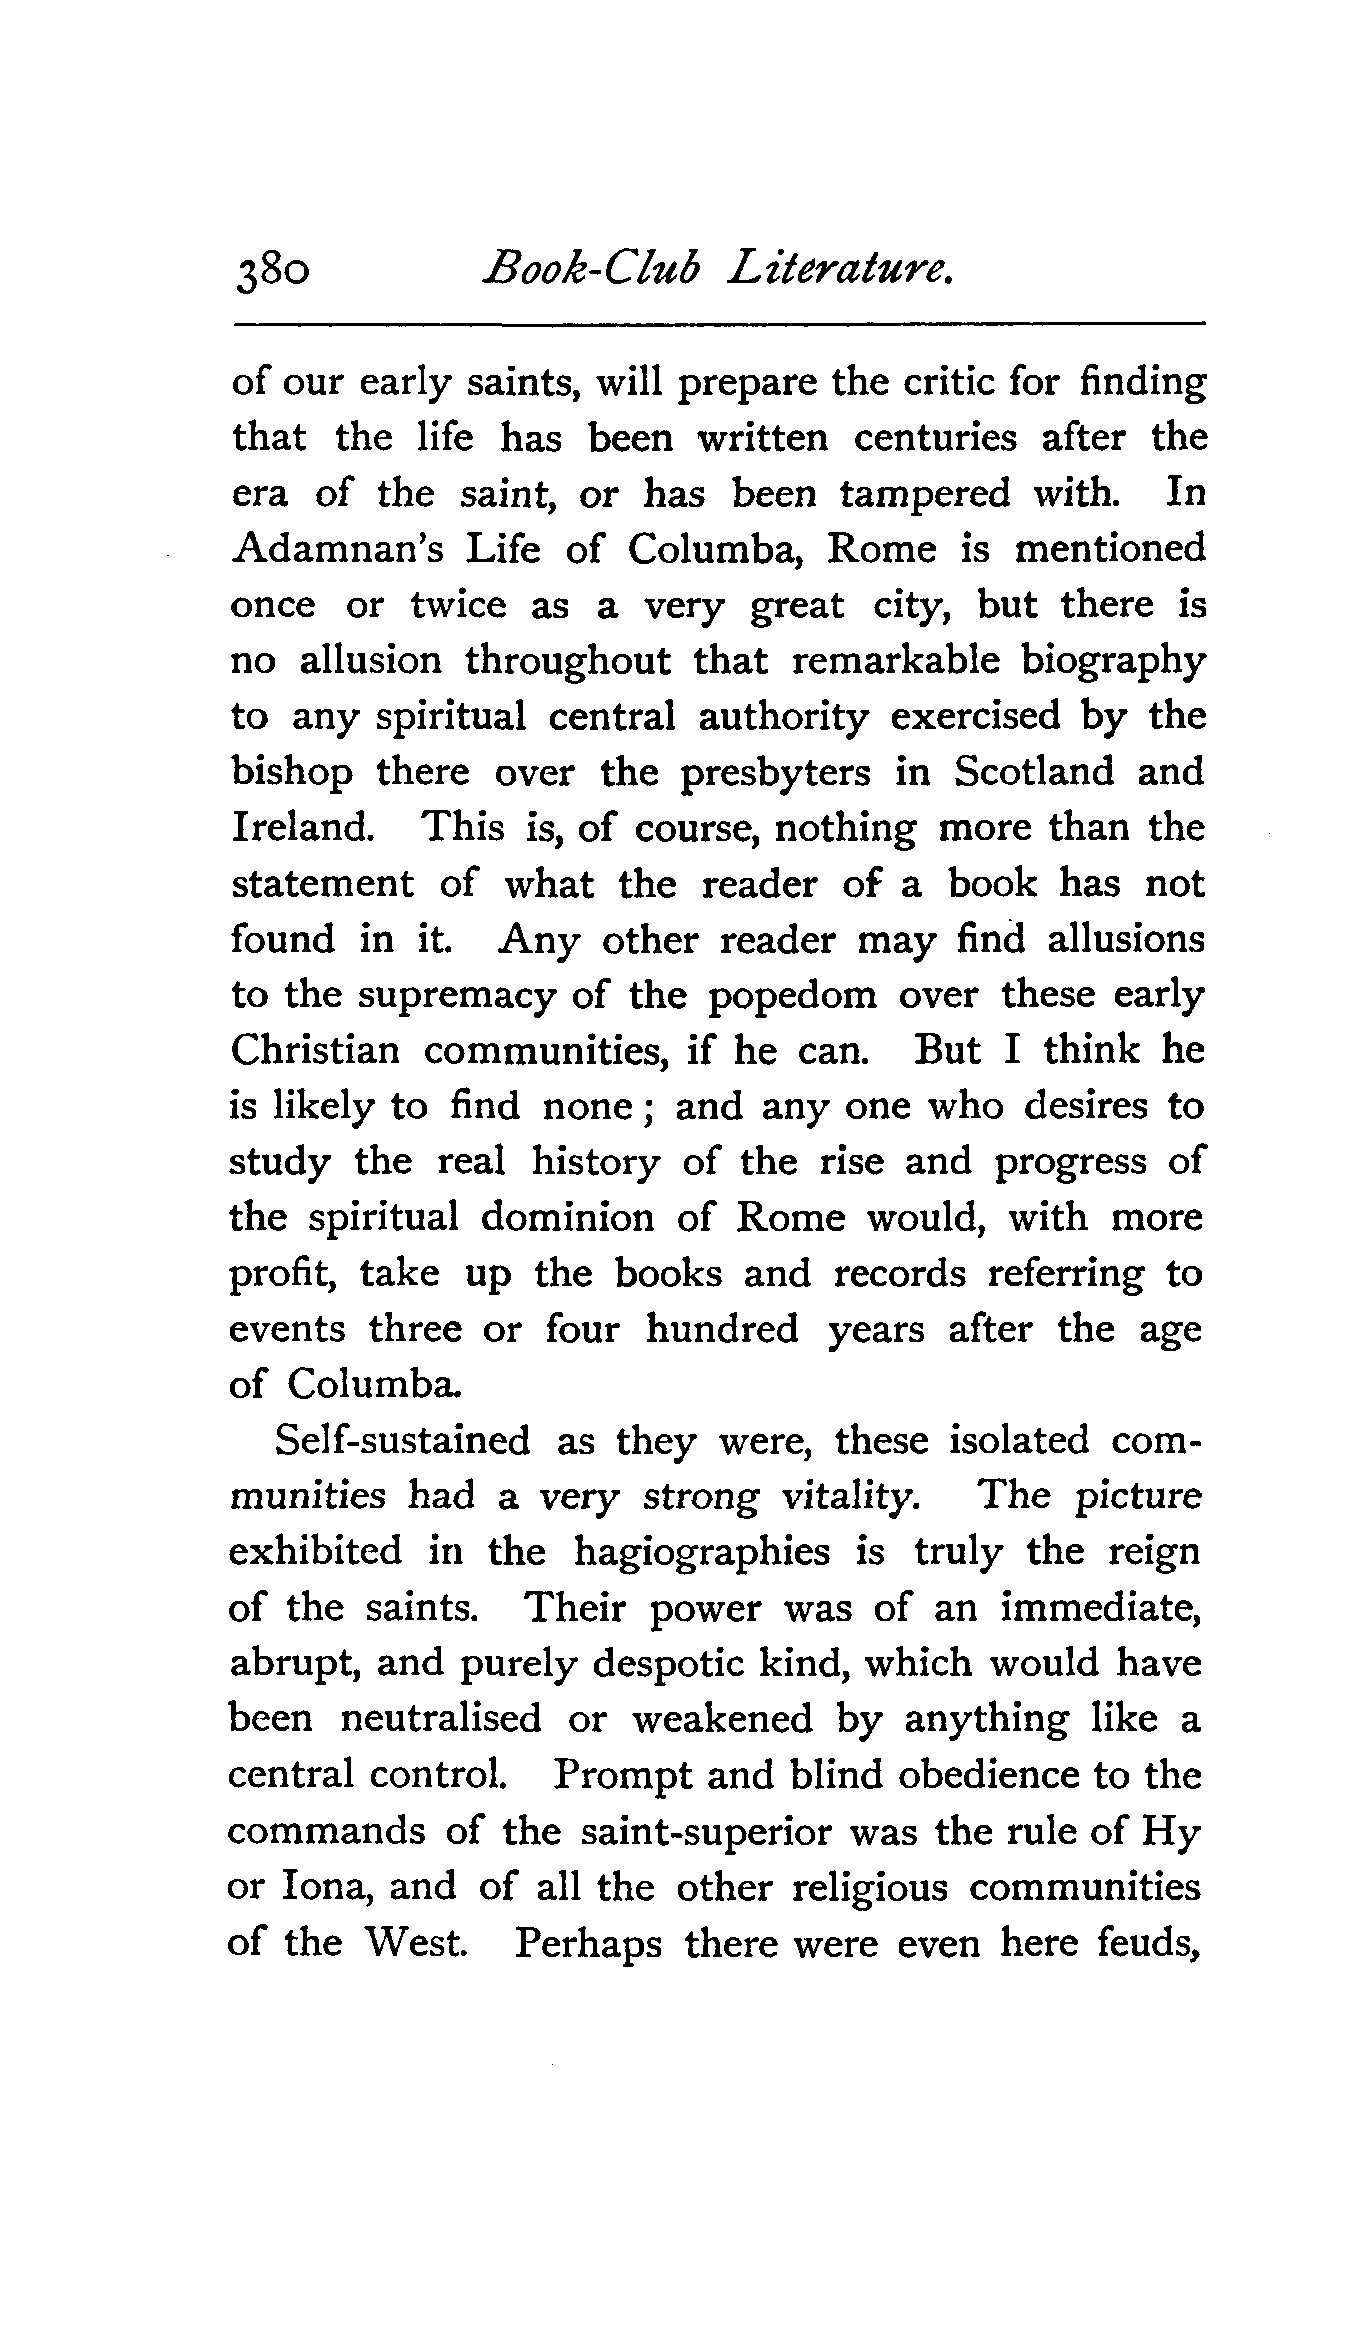 380 Book-Club Literature.
of our early saints, will prepare the critic for finding
that the life has been written centuries after the
era of the saint, or has been tampered with. In
Adamnan's Life of Columba, Rome is mentioned
once or twice as a very great city, but there is
no allusion throughout that remarkable biography
to any spiritual central authority exercised by the
bishop there over the presbyters in Scotland and
Ireland. This is, of course, nothing more than the
statement of what the reader of a book has not
found in it. Any other reader may find allusions
to the supremacy of the popedom over these early
Christian communities, if he can. But I think he
is likely to find none ; and any one who desires to
study the real history of the rise and progress of
the spiritual dominion of Rome would, with more
profit, take up the books and records referring to
events three or four hundred years after the age
of Columba.
Self-sustained as they were, these isolated com-
munities had a very strong vitality. The picture
exhibited in the hagiographies is truly the reign
of the saints. Their power was of an immediate,
abrupt, and purely despotic kind, which would have
been neutralised or weakened by anything like a
central control. Prompt and blind obedience to the
commands of the saint-superior was the rule of Hy
or Iona, and of all the other religious communities
of the West. Perhaps there were even here feuds,